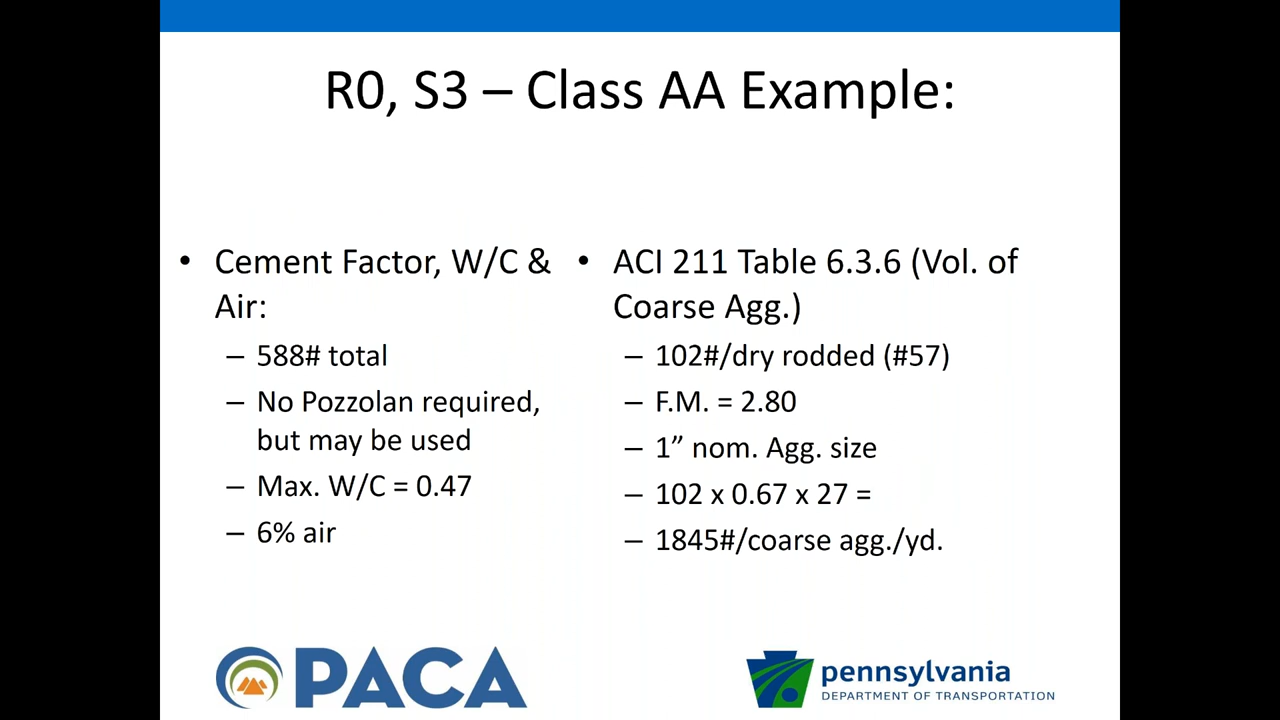 R0, S3 – Class AA Example:
• Cement Factor, W/C &
Air:
– 588# total
– No Pozzolan required,
but may be used
– Max. W/C = 0.47
– 6% air
• ACI 211 Table 6.3.6 (Vol. of
Coarse Agg.)
– 102#/dry rodded (#57)
– F.M. = 2.80
– 1” nom. Agg. size
– 102 x 0.67 x 27 =
– 1845#/coarse agg./yd.
PACA
pennsylvania
DEPARTMENT OF TRANSPORTATION